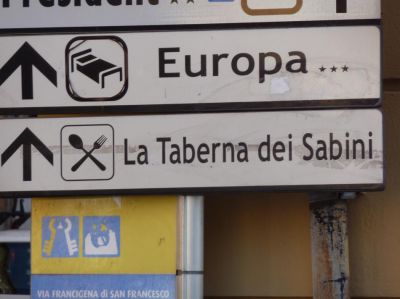 President ★★
Europa ★★★
La Taberna dei Sabini
VIA FRANCIGENA di SAN FRANCESCO